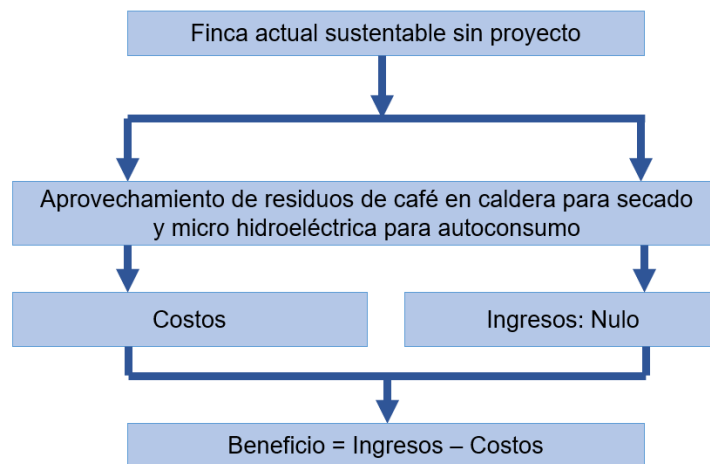 Finca actual sustentable sin proyecto
Aprovechamiento de residuos de café en caldera para secado
y micro hidroeléctrica para autoconsumo
Costos
Ingresos: Nulo
Beneficio = Ingresos – Costos